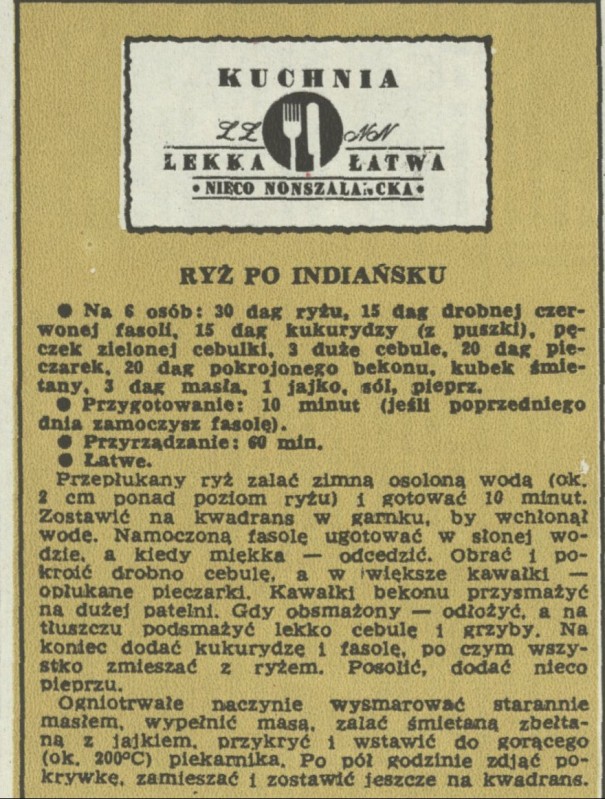 KUCHNIA
LŁ NN
LEKKA ŁATWA
• NIECO NONSZALANCKA •
RYŻ PO INDIAŃSKU
● Na 6 osób: 30 dag ryżu, 15 dag drobnej czer-
wonej fasoli, 15 dag kukurydzy (z puszki), pę-
czek zielonej cebulki, 3 duże cebule, 20 dag pie-
czarek, 20 dag pokrojonego bekonu, kubek śmie-
tany, 3 dag masła, 1 jajko, sól, pieprz.
● Przygotowanie: 10 minut (jeśli poprzedniego
dnia zamoczysz fasolę).
● Przyrządzanie: 60 min.
● Łatwe.
Przepłukany ryż zalać zimną osoloną wodą (ok.
2 cm ponad poziom ryżu) i gotować 10 minut.
Zostawić na kwadrans w garnku, by wchłonął
wodę. Namoczoną fasolę ugotować w słonej wo-
dzie, a kiedy miękka — odcedzić. Obrać i po-
kroić drobno cebulę, a w większe kawałki —
opłukane pieczarki. Kawałki bekonu przysmażyć
na dużej patelni. Gdy obsmażony — odłożyć, a na
tłuszczu podsmażyć lekko cebulę i grzyby. Na
koniec dodać kukurydzę i fasolę, po czym wszy-
stko zmieszać z ryżem. Posolić, dodać nieco
pieprzu.
Ogniotrwałe naczynie wysmarować starannie
masłem, wypełnić masą, zalać śmietaną zbełta-
ną z jajkiem, przykryć i wstawić do gorącego
(ok. 200°C) piekarnika. Po pół godzinie zdjąć po-
krywkę, zamieszać i zostawić jeszcze na kwadrans.